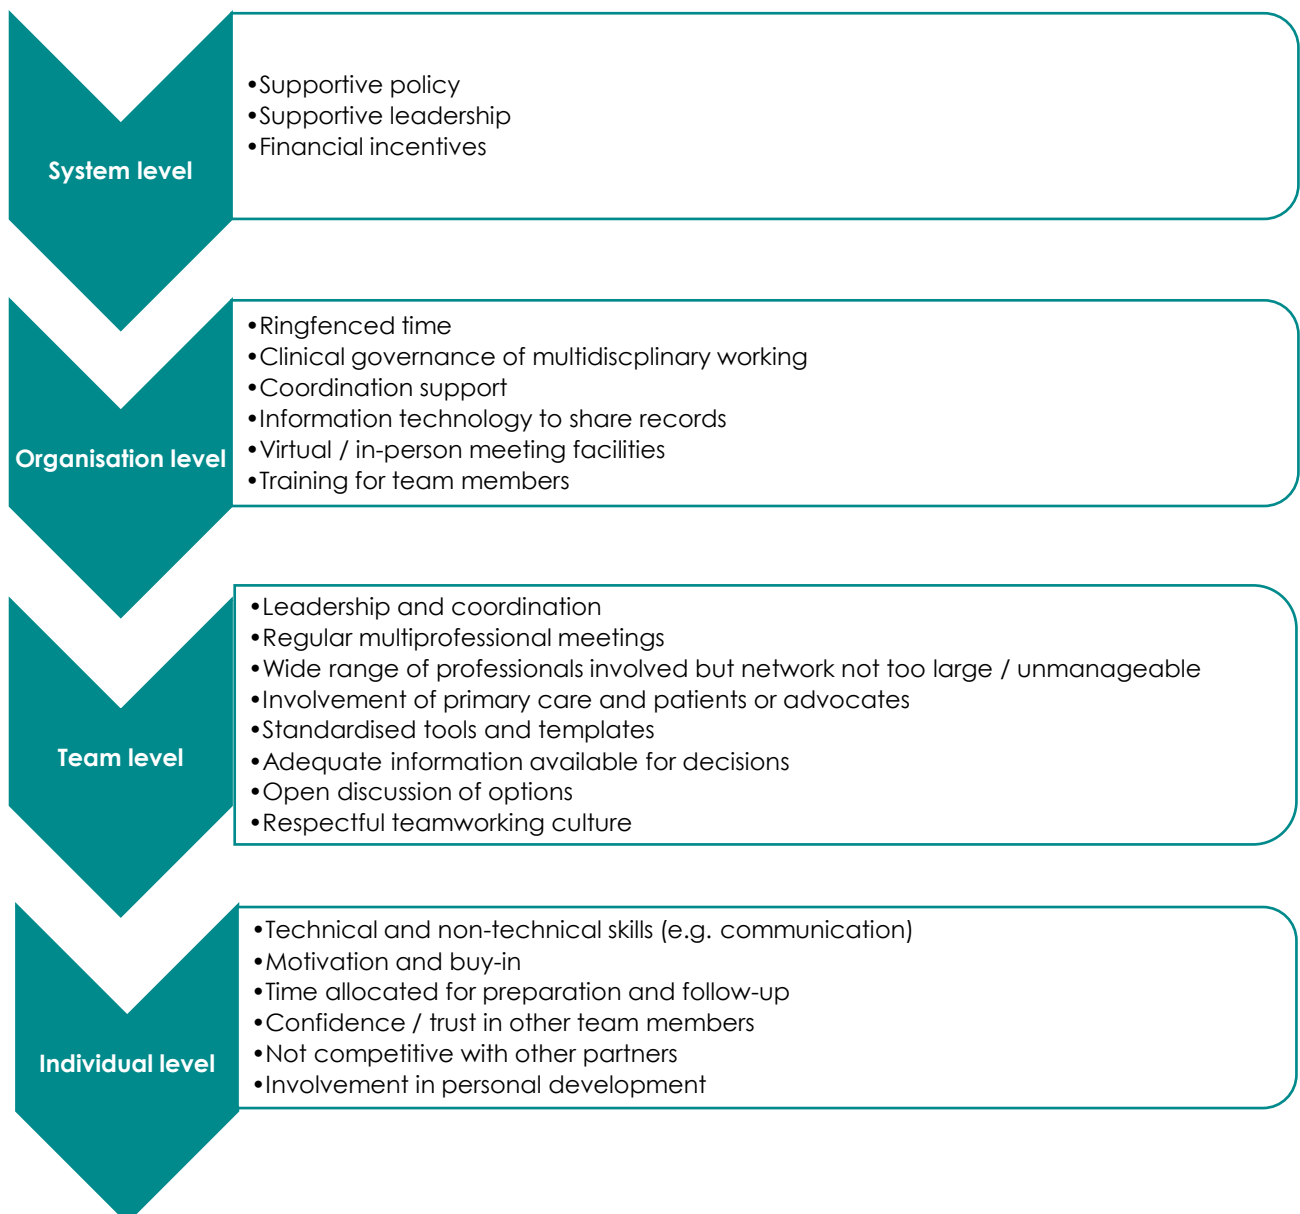 System level
•Supportive policy
•Supportive leadership
•Financial incentives
Organisation level
•Ringfenced time
•Clinical governance of multidiscplinary working
•Coordination support
•Information technology to share records
•Virtual / in-person meeting facilities
•Training for team members
Team level
•Leadership and coordination
•Regular multiprofessional meetings
•Wide range of professionals involved but network not too large / unmanageable
•Involvement of primary care and patients or advocates
•Standardised tools and templates
•Adequate information available for decisions
•Open discussion of options
•Respectful teamworking culture
Individual level
•Technical and non-technical skills (e.g. communication)
•Motivation and buy-in
•Time allocated for preparation and follow-up
•Confidence / trust in other team members
•Not competitive with other partners
•Involvement in personal development